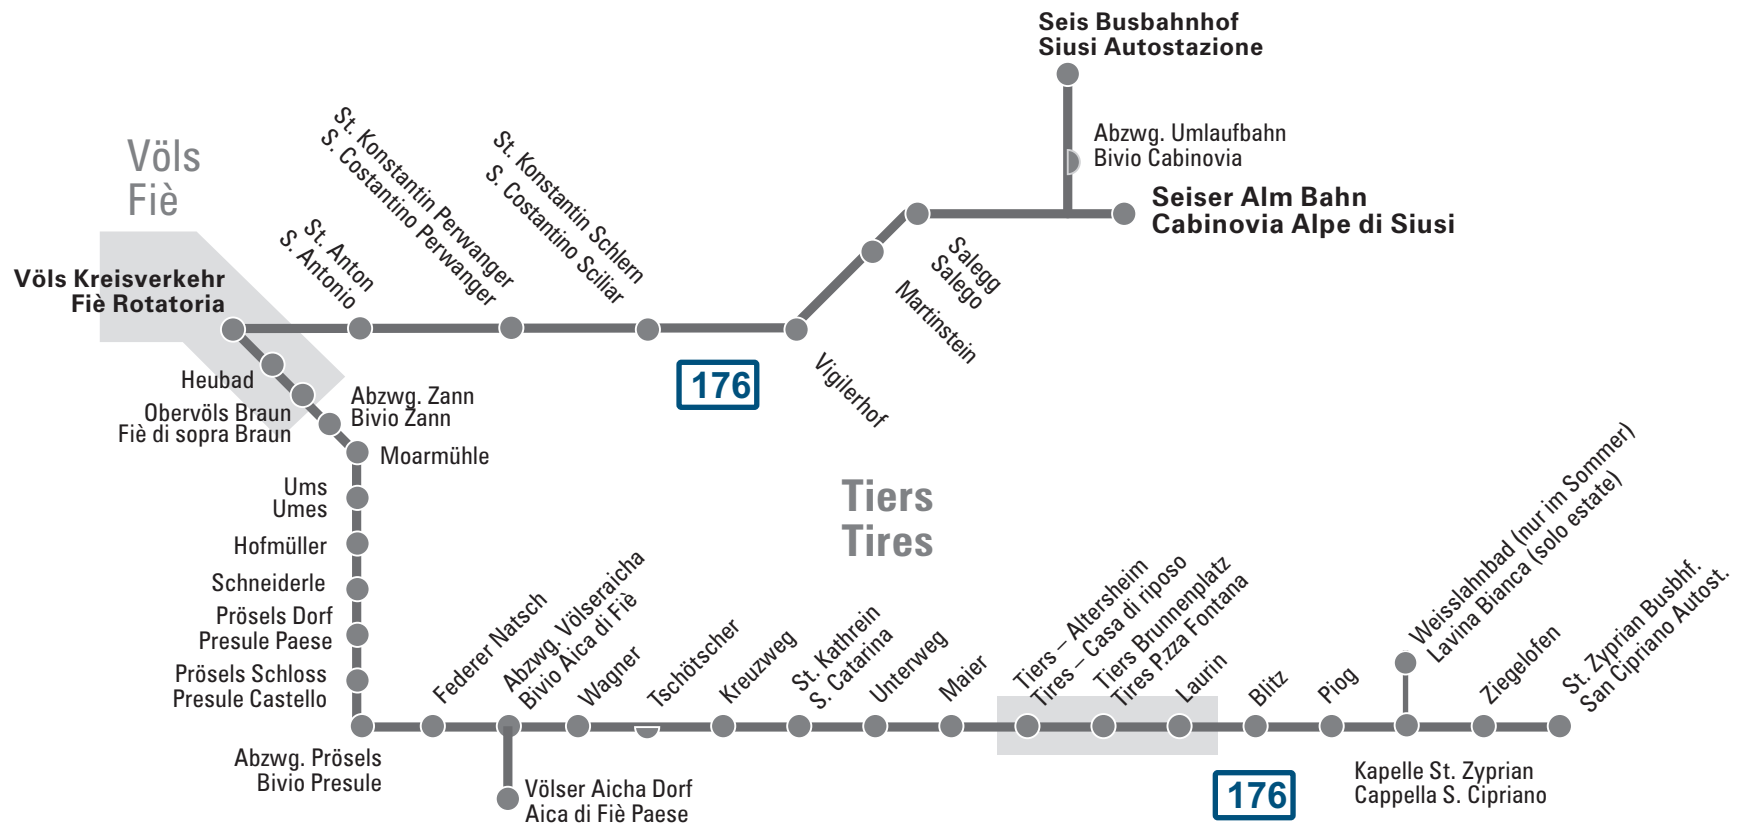 Seis Busbahnhof
Siusi Autostazione
Abzwg. Umlaufbahn
Bivio Cabinovia
Seiser Alm Bahn
Cabinovia Alpe di Siusi
Völs
Fiè
Völs Kreisverkehr
Fiè Rotatoria
St. Anton
S. Antonio
St. Konstantin Perwanger
S. Costantino Perwanger
St. Konstantin Schlern
S. Costantino Sciliar
Vigilerhof
Martinstein
Salegg
Salego
176
Heubad
Obervöls Braun
Fiè di sopra Braun
Abzwg. Zann
Bivio Zann
Moarmühle
Ums
Umes
Hofmüller
Schneiderle
Prösels Dorf
Presule Paese
Prösels Schloss
Presule Castello
Abzwg. Prösels
Bivio Presule
Tiers
Tires
Federer Natsch
Abzwg. Völseraicha
Bivio Aica di Fiè
Völser Aicha Dorf
Aica di Fiè Paese
Wagner
Tschötscher
Kreuzweg
St. Kathrein
S. Catarina
Unterweg
Maier
Tiers – Altersheim
Tires – Casa di riposo
Tiers Brunnenplatz
Tires P.zza Fontana
Laurin
Blitz
Piog
Weisslahnbad (nur im Sommer)
Lavina Bianca (solo estate)
Kapelle St. Zyprian
Cappella S. Cipriano
Ziegelofen
St. Zyprian Busbhf.
San Cipriano Autost.
176